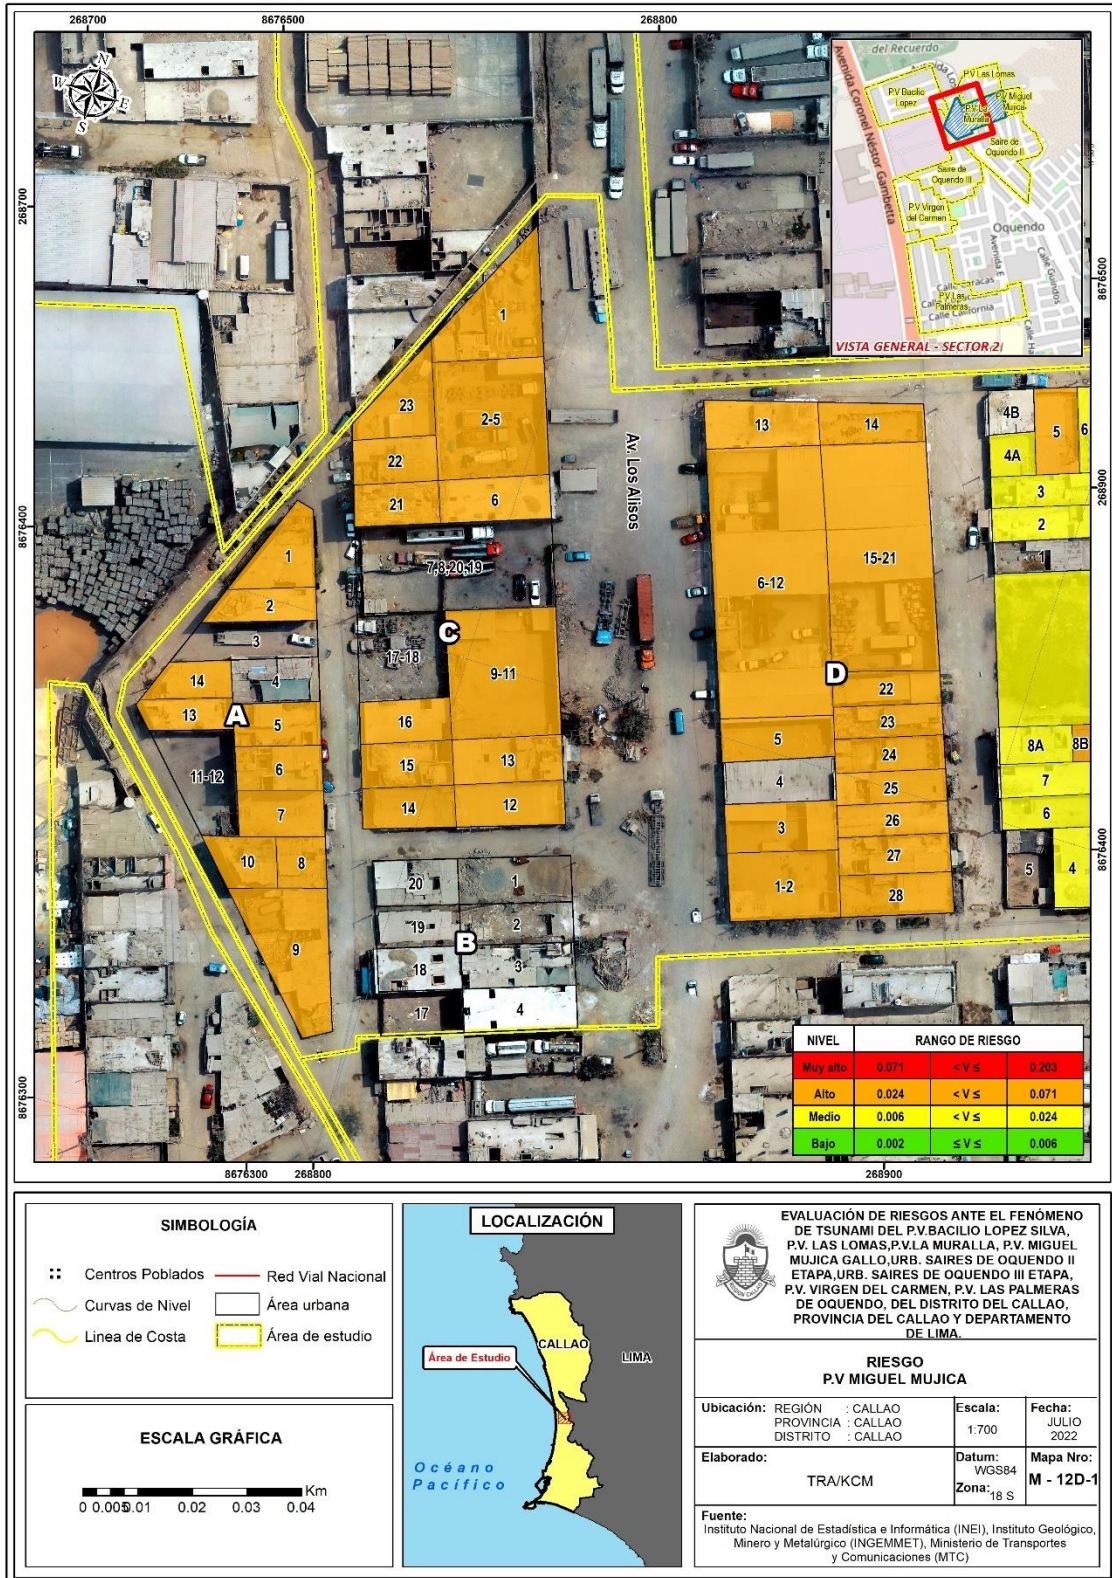 268700
8676500
268800
N
W
E
S
del Recuerdo
P.V Las Lomas
P.V Bacilio
Lopez
P.V Miguel
Mujica
P.V La
Muralla
Saire de
Oquendo II
Saire de
Oquendo III
P.V Virgen
del Carmen
Oquendo
Avenida Coronel Néstor Gambetta
Avenida E
Calle Guindos
P.V Las
Palmeras
Calle California
VISTA GENERAL - SECTOR 2
268700
8676500
1
23
2-5
22
21
6
Av. Los Alisos
13
14
4B
5
6
4A
3
2
1
268900
8676400
1
2
3
7,8,20,19
6-12
15-21
C
17-18
9-11
14
4
13
A
5
D
22
16
23
8A
8B
11-12
6
15
13
5
24
7
4
25
7
14
12
3
26
6
10
8
27
5
4
8676400
1-2
28
20
1
9
19
2
B
18
3
17
4
8676300
NIVEL RANGO DE RIESGO
Muy alto 0.071 < V ≤ 0.203
Alto 0.024 < V ≤ 0.071
Medio 0.006 < V ≤ 0.024
Bajo 0.002 ≤ V ≤ 0.006
8676300
268800
268900
SIMBOLOGÍA
Centros Poblados
Red Vial Nacional
Curvas de Nivel
Área urbana
Linea de Costa
Área de estudio
ESCALA GRÁFICA
Km
0 0.005 0.01 0.02 0.03 0.04
LOCALIZACIÓN
CALLAO
LIMA
Área de Estudio
Océano
Pacífico
REGION CALLAO
EVALUACIÓN DE RIESGOS ANTE EL FENÓMENO
DE TSUNAMI DEL P.V.BACILIO LOPEZ SILVA,
P.V. LAS LOMAS,P.V.LA MURALLA, P.V. MIGUEL
MUJICA GALLO,URB. SAIRES DE OQUENDO II
ETAPA,URB. SAIRES DE OQUENDO III ETAPA,
P.V. VIRGEN DEL CARMEN, P.V. LAS PALMERAS
DE OQUENDO, DEL DISTRITO DEL CALLAO,
PROVINCIA DEL CALLAO Y DEPARTAMENTO
DE LIMA.
RIESGO
P.V MIGUEL MUJICA
Ubicación: REGIÓN : CALLAO
PROVINCIA : CALLAO
DISTRITO : CALLAO
Escala:
1:700
Fecha:
JULIO
2022
Elaborado:
TRA/KCM
Datum:
WGS84
Zona: 18 S
Mapa Nro:
M - 12D-1
Fuente:
Instituto Nacional de Estadística e Informática (INEI), Instituto Geológico,
Minero y Metalúrgico (INGEMMET), Ministerio de Transportes
y Comunicaciones (MTC)